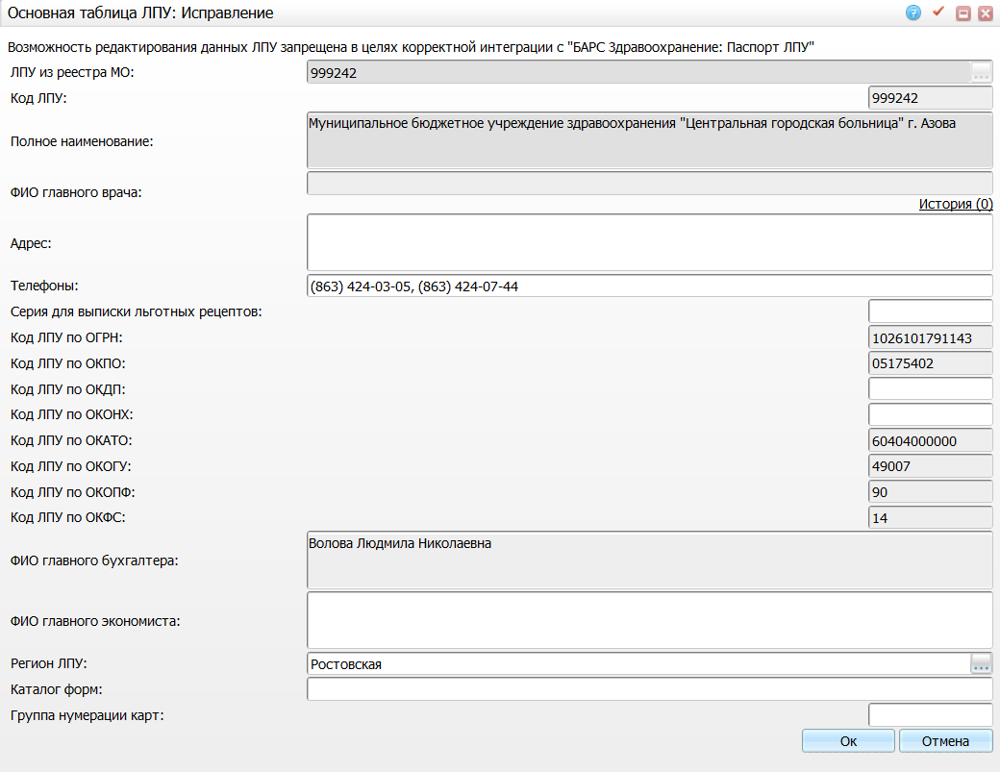 Основная таблица ЛПУ: Исправление
Возможность редактирования данных ЛПУ запрещена в целях корректной интеграции с "БАРС Здравоохранение: Паспорт ЛПУ"
ЛПУ из реестра МО: 999242 ...
Код ЛПУ: 999242
Полное наименование: Муниципальное бюджетное учреждение здравоохранения "Центральная городская больница" г. Азова
ФИО главного врача:
История (0)
Адрес:
Телефоны: (863) 424-03-05, (863) 424-07-44
Серия для выписки льготных рецептов:
Код ЛПУ по ОГРН: 1026101791143
Код ЛПУ по ОКПО: 05175402
Код ЛПУ по ОКДП:
Код ЛПУ по ОКОНХ:
Код ЛПУ по ОКАТО: 60404000000
Код ЛПУ по ОКОГУ: 49007
Код ЛПУ по ОКОПФ: 90
Код ЛПУ по ОКФС: 14
ФИО главного бухгалтера: Волова Людмила Николаевна
ФИО главного экономиста:
Регион ЛПУ: Ростовская ...
Каталог форм:
Группа нумерации карт:
Ок Отмена